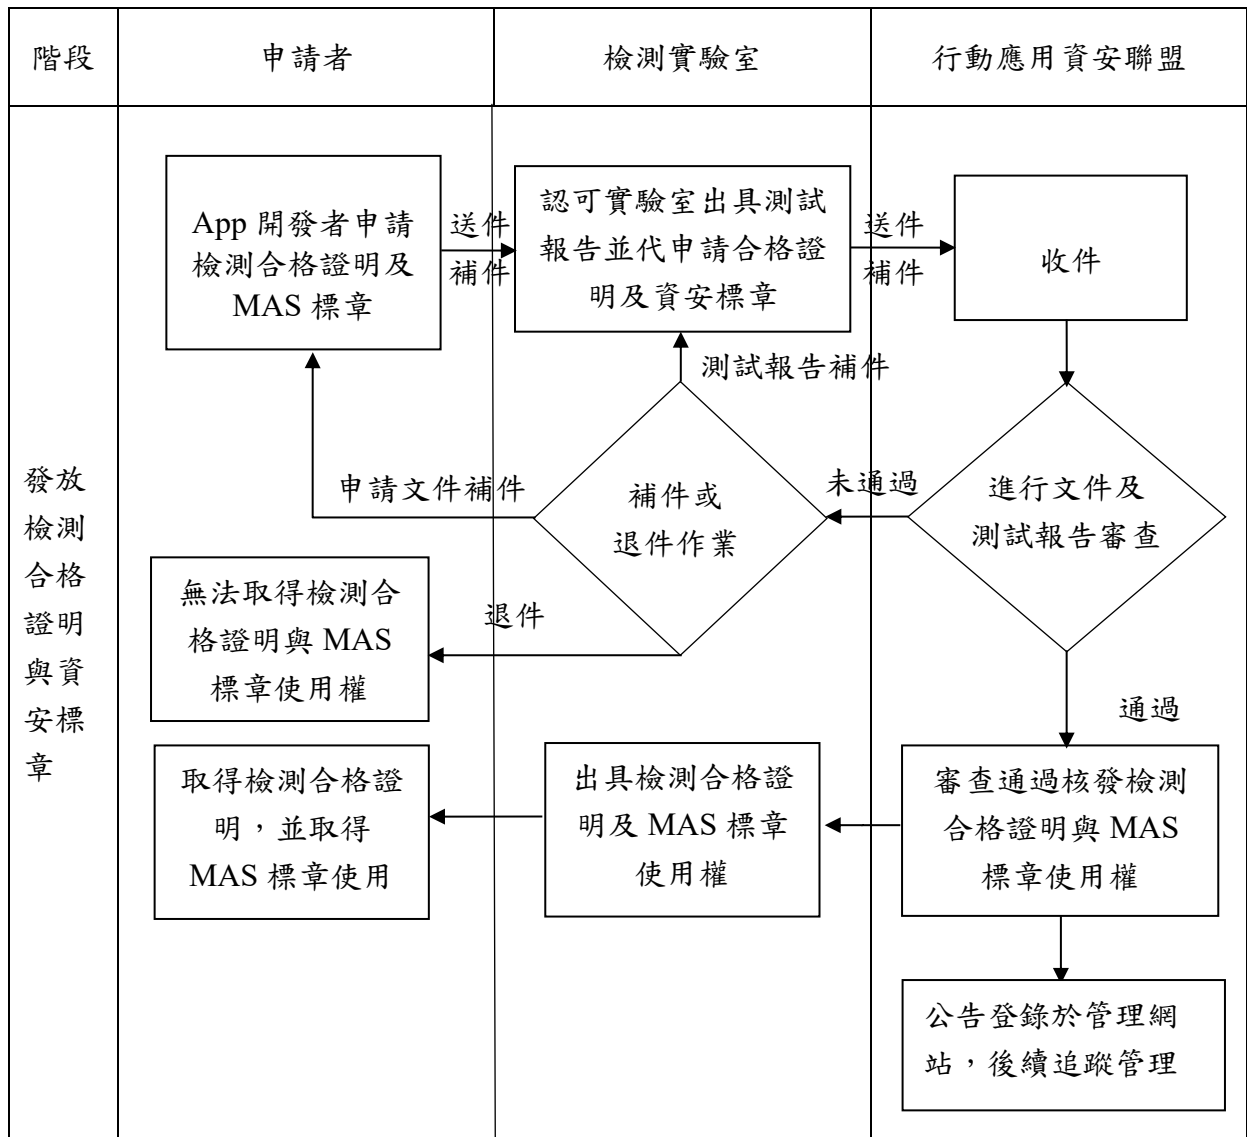 階段
申請者
檢測實驗室
行動應用資安聯盟
發放
檢測
合格
證明
與資
安標
章
App 開發者申請
檢測合格證明及
MAS 標章
送件
補件
認可實驗室出具測試
報告並代申請合格證
明及資安標章
送件
補件
收件
測試報告補件
申請文件補件
補件或
退件作業
未通過
進行文件及
測試報告審查
無法取得檢測合
格證明與 MAS
標章使用權
退件
通過
取得檢測合格證
明，並取得
MAS 標章使用
出具檢測合格證
明及 MAS 標章
使用權
審查通過核發檢測
合格證明與 MAS
標章使用權
公告登錄於管理網
站，後續追蹤管理